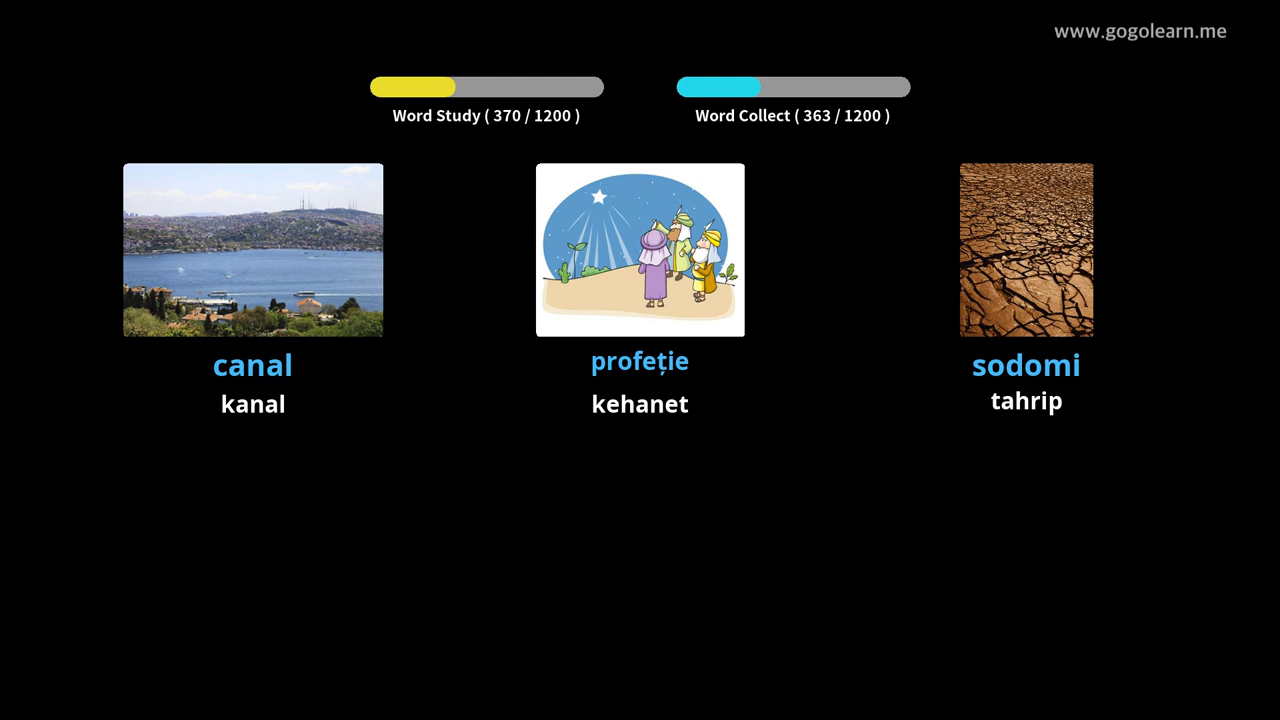 www.gogolearn.me
Word Study ( 370 / 1200 )
Word Collect ( 363 / 1200 )
canal
kanal
profeție
kehanet
sodomi
tahrip